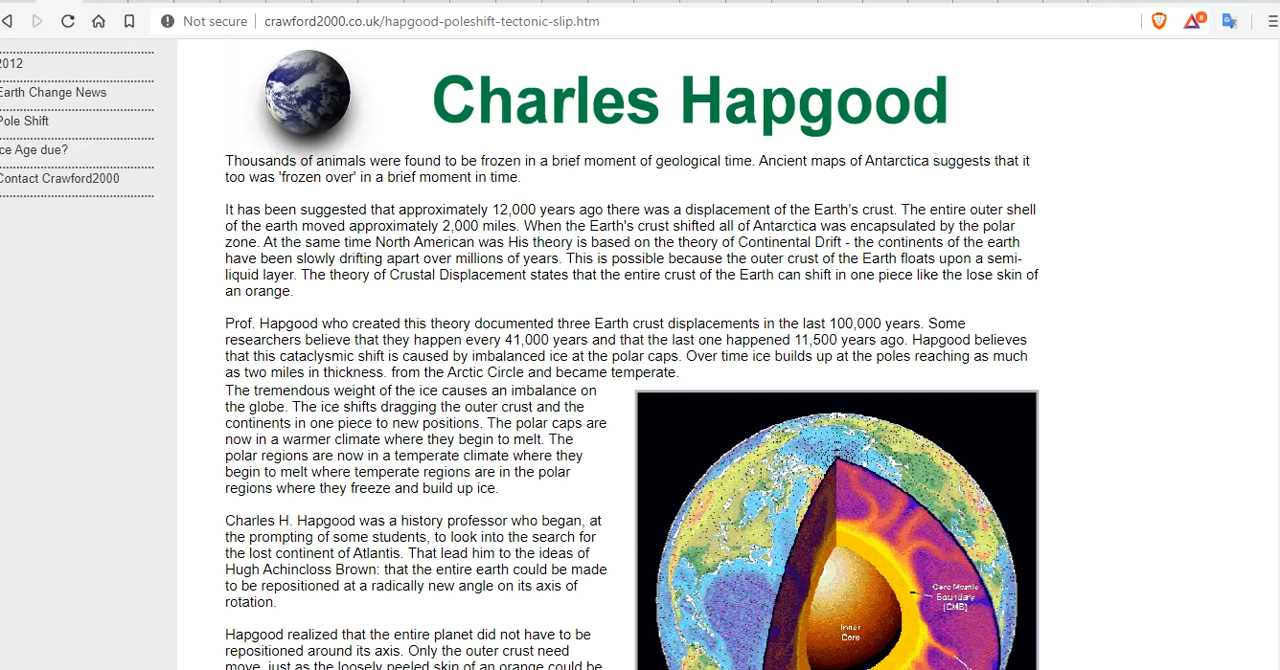 Not secure | crawford2000.co.uk/hapgood-poleshift-tectonic-slip.htm
2012
Earth Change News
Pole Shift
ce Age due?
Contact Crawford2000
Charles Hapgood
Thousands of animals were found to be frozen in a brief moment of geological time. Ancient maps of Antarctica suggests that it
too was 'frozen over' in a brief moment in time.
It has been suggested that approximately 12,000 years ago there was a displacement of the Earth's crust. The entire outer shell
of the earth moved approximately 2,000 miles. When the Earth's crust shifted all of Antarctica was encapsulated by the polar
zone. At the same time North American was His theory is based on the theory of Continental Drift - the continents of the earth
have been slowly drifting apart over millions of years. This is possible because the outer crust of the Earth floats upon a semi-
liquid layer. The theory of Crustal Displacement states that the entire crust of the Earth can shift in one piece like the lose skin of
an orange.
Prof. Hapgood who created this theory documented three Earth crust displacements in the last 100,000 years. Some
researchers believe that they happen every 41,000 years and that the last one happened 11,500 years ago. Hapgood believes
that this cataclysmic shift is caused by imbalanced ice at the polar caps. Over time ice builds up at the poles reaching as much
as two miles in thickness. from the Arctic Circle and became temperate.
The tremendous weight of the ice causes an imbalance on
the globe. The ice shifts dragging the outer crust and the
continents in one piece to new positions. The polar caps are
now in a warmer climate where they begin to melt. The
polar regions are now in a temperate climate where they
begin to melt where temperate regions are in the polar
regions where they freeze and build up ice.
Charles H. Hapgood was a history professor who began, at
the prompting of some students, to look into the search for
the lost continent of Atlantis. That lead him to the ideas of
Hugh Achincloss Brown: that the entire earth could be made
to be repositioned at a radically new angle on its axis of
rotation.
Hapgood realized that the entire planet did not have to be
repositioned around its axis. Only the outer crust need
move, just as the loosely peeled skin of an orange could be
Core Mantle
Boundary
(CMB)
Inner
Core